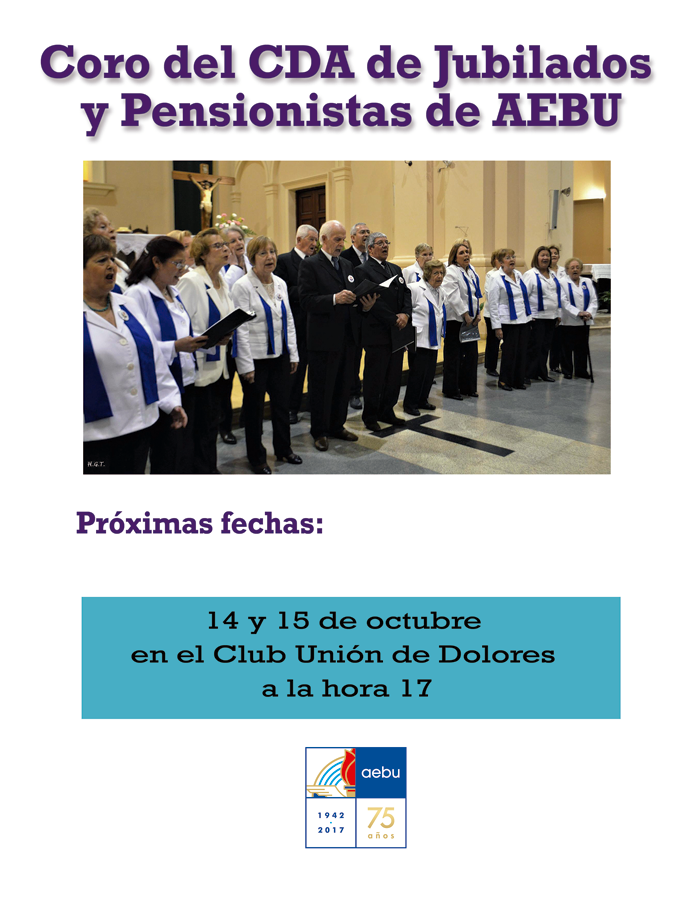 Coro del CDA de Jubilados
y Pensionistas de AEBU
H.G.T.
Próximas fechas:
14 y 15 de octubre
en el Club Unión de Dolores
a la hora 17
aebu
1942
-
2017
75
años